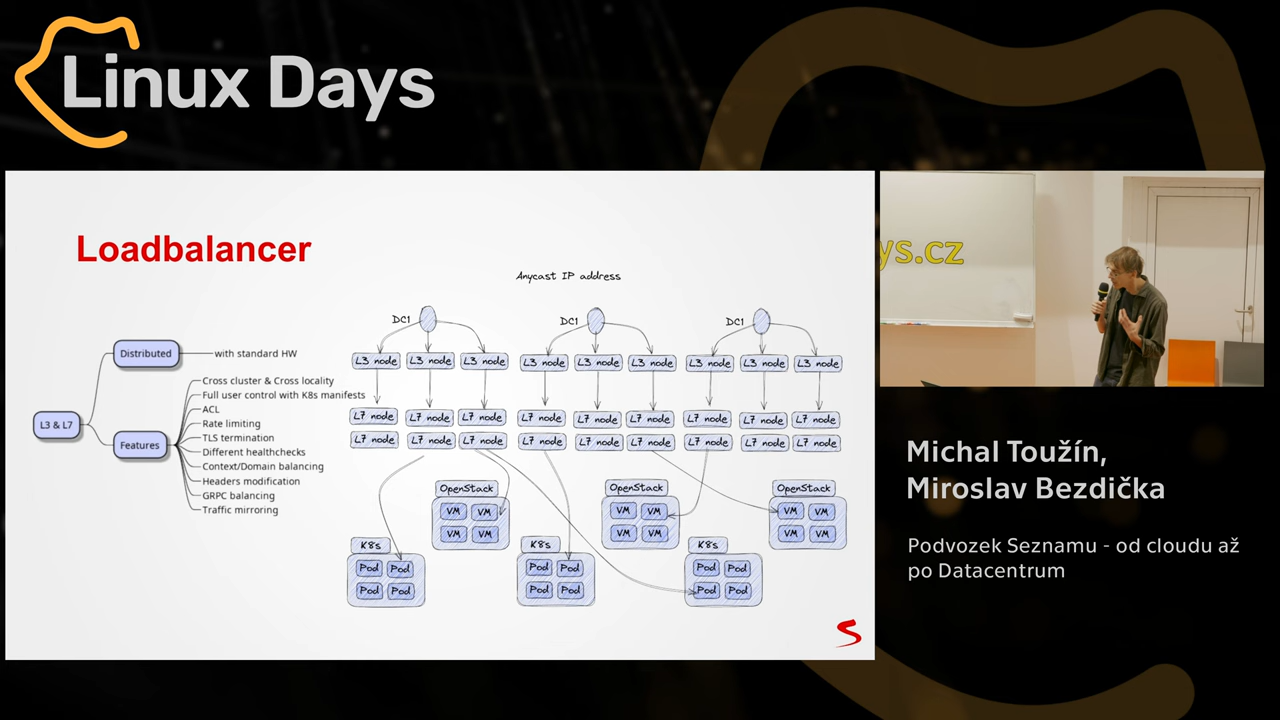 Linux Days
Loadbalancer
Anycast IP address
DC1
DC1
DC1
L3 node L3 node L3 node L3 node L3 node L3 node L3 node L3 node L3 node
L7 node L7 node L7 node L7 node L7 node L7 node L7 node L7 node L7 node
L7 node L7 node L7 node L7 node L7 node L7 node L7 node L7 node L7 node
L3 & L7
Distributed
with standard HW
Features
Cross cluster & Cross locality
Full user control with K8s manifests
ACL
Rate limiting
TLS termination
Different healthchecks
Context/Domain balancing
Headers modification
GRPC balancing
Traffic mirroring
OpenStack
VM VM
VM VM
OpenStack
VM VM
VM VM
OpenStack
VM VM
VM VM
K8s
Pod Pod
Pod Pod
K8s
Pod Pod
Pod Pod
K8s
Pod Pod
Pod Pod
ys.cz
Michal Toužín,
Miroslav Bezdička
Podvozek Seznamu - od cloudu až
po Datacentrum